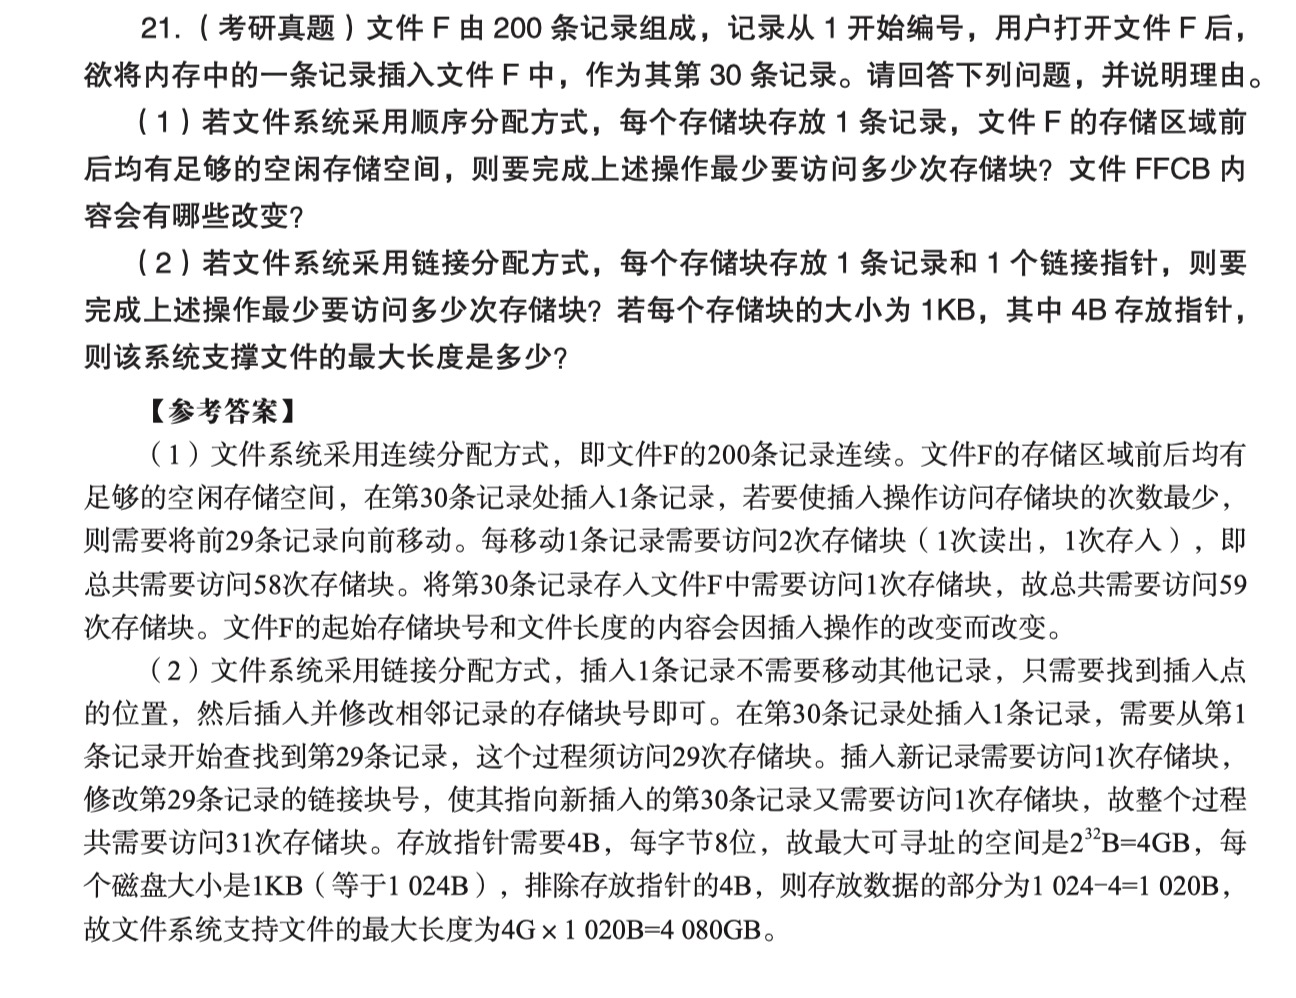 21.（考研真题）文件 F 由 200 条记录组成，记录从 1 开始编号，用户打开文件 F 后，
欲将内存中的一条记录插入文件 F 中，作为其第 30 条记录。请回答下列问题，并说明理由。
（1）若文件系统采用顺序分配方式，每个存储块存放 1 条记录，文件 F 的存储区域前
后均有足够的空闲存储空间，则要完成上述操作最少要访问多少次存储块？文件 FFCB 内
容会有哪些改变？
（2）若文件系统采用链接分配方式，每个存储块存放 1 条记录和 1 个链接指针，则要
完成上述操作最少要访问多少次存储块？若每个存储块的大小为 1KB，其中 4B 存放指针，
则该系统支撑文件的最大长度是多少？
【参考答案】
（1）文件系统采用连续分配方式，即文件F的200条记录连续。文件F的存储区域前后均有
足够的空闲存储空间，在第30条记录处插入1条记录，若要使插入操作访问存储块的次数最少，
则需要将前29条记录向前移动。每移动1条记录需要访问2次存储块（1次读出，1次存入），即
总共需要访问58次存储块。将第30条记录存入文件F中需要访问1次存储块，故总共需要访问59
次存储块。文件F的起始存储块号和文件长度的内容会因插入操作的改变而改变。
（2）文件系统采用链接分配方式，插入1条记录不需要移动其他记录，只需要找到插入点
的位置，然后插入并修改相邻记录的存储块号即可。在第30条记录处插入1条记录，需要从第1
条记录开始查找到第29条记录，这个过程须访问29次存储块。插入新记录需要访问1次存储块，
修改第29条记录的链接块号，使其指向新插入的第30条记录又需要访问1次存储块，故整个过程
共需要访问31次存储块。存放指针需要4B，每字节8位，故最大可寻址的空间是2³²B=4GB，每
个磁盘大小是1KB（等于1 024B），排除存放指针的4B，则存放数据的部分为1 024-4=1 020B，
故文件系统支持文件的最大长度为4G×1 020B=4 080GB。